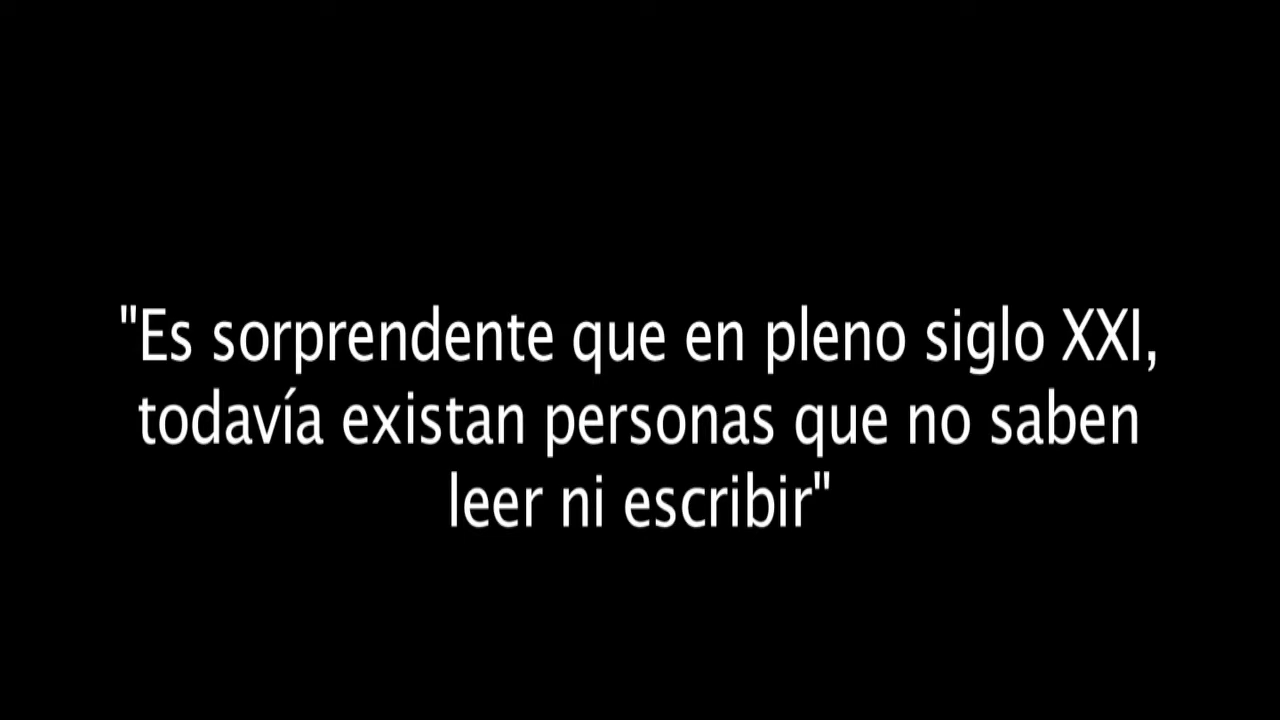 "Es sorprendente que en pleno siglo XXI,
todavía existan personas que no saben
leer ni escribir"